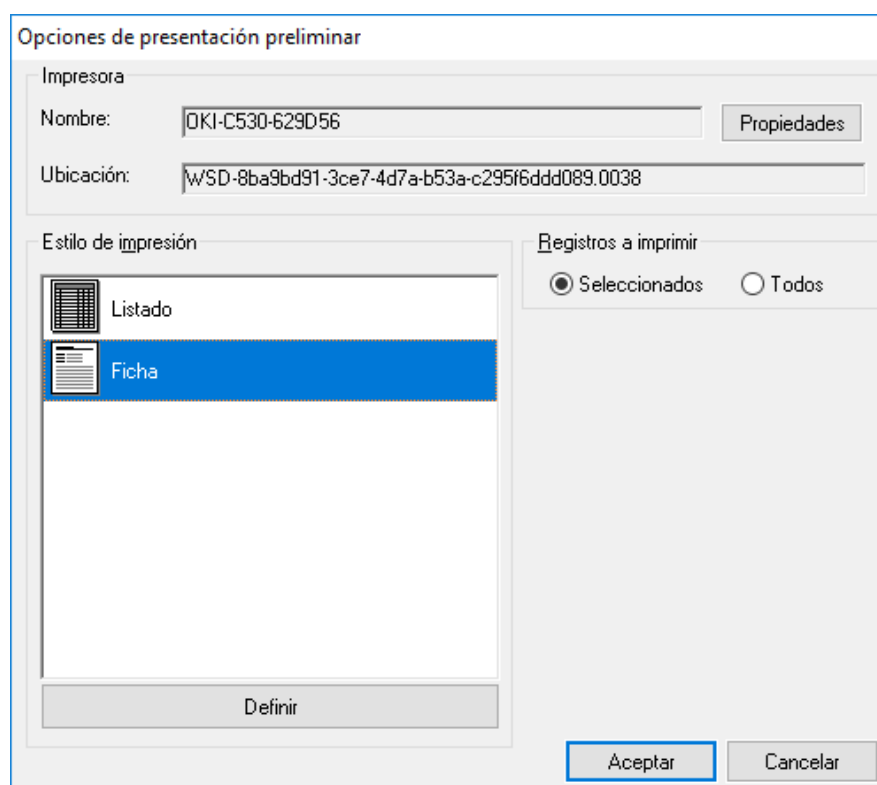 Opciones de presentación preliminar
Impresora
Nombre: OKI-C530-629D56 Propiedades
Ubicación: WSD-8ba9bd91-3ce7-4d7a-b53a-c295f6ddd089.0038
Estilo de impresión
Registros a imprimir
Seleccionados Todos
Listado
Ficha
Definir
Aceptar Cancelar